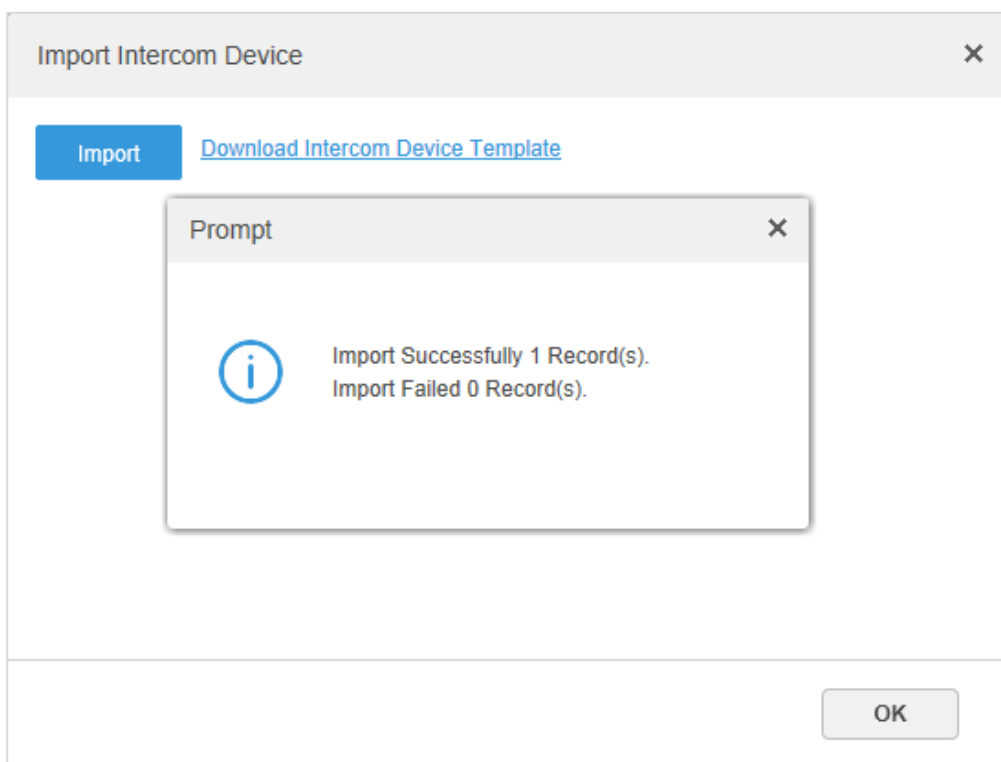 Import Intercom Device
Import
Download Intercom Device Template
Prompt
Import Successfully 1 Record(s).
Import Failed 0 Record(s).
OK